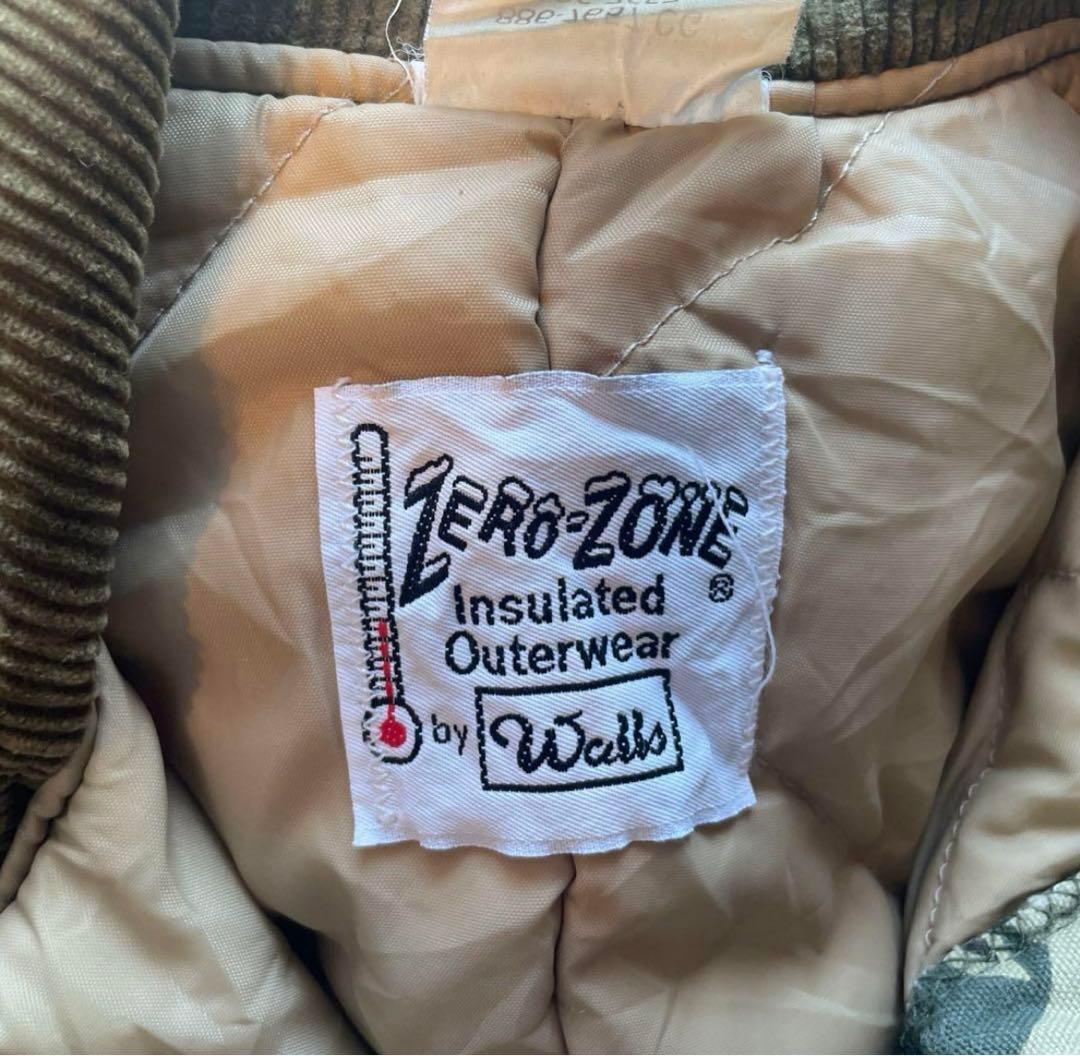 ZERO-ZONE®
Insulated
Outerwear
by Walls